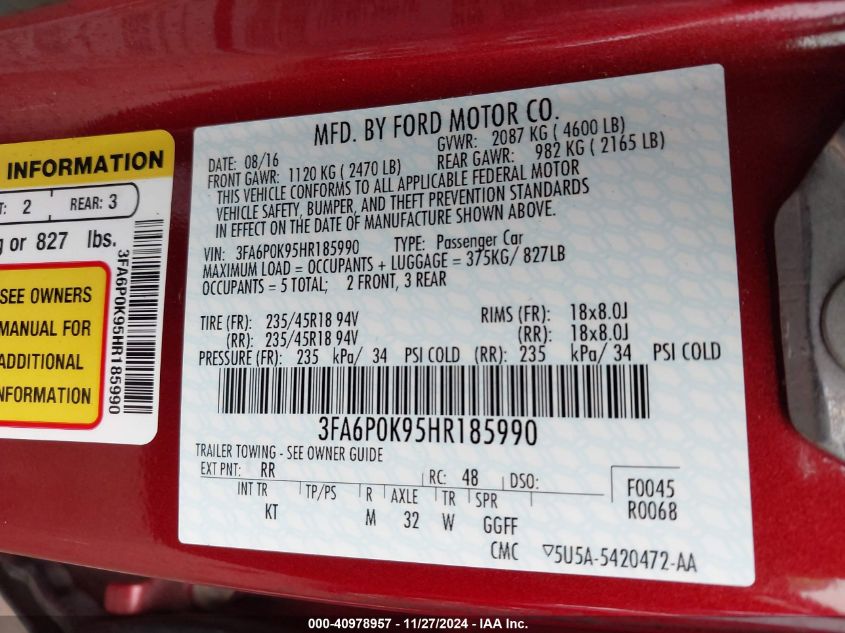 INFORMATION
: 2 REAR: 3
or 827 lbs.
SEE OWNERS
MANUAL FOR
ADDITIONAL
INFORMATION
3FA6P0K95HR185990
MFD. BY FORD MOTOR CO.
DATE: 08/16 GVWR: 2087 KG ( 4600 LB)
FRONT GAWR: 1120 KG ( 2470 LB) REAR GAWR: 982 KG ( 2165 LB)
THIS VEHICLE CONFORMS TO ALL APPLICABLE FEDERAL MOTOR
VEHICLE SAFETY, BUMPER, AND THEFT PREVENTION STANDARDS
IN EFFECT ON THE DATE OF MANUFACTURE SHOWN ABOVE.
VIN: 3FA6P0K95HR185990 TYPE: Passenger Car
MAXIMUM LOAD = OCCUPANTS + LUGGAGE = 375KG/ 827LB
OCCUPANTS = 5 TOTAL; 2 FRONT, 3 REAR
TIRE (FR): 235/45R18 94V RIMS (FR): 18x8.0J
(RR): 235/45R18 94V (RR): 18x8.0J
PRESSURE (FR): 235 kPa/ 34 PSI COLD (RR): 235 kPa/ 34 PSI COLD
3FA6P0K95HR185990
TRAILER TOWING - SEE OWNER GUIDE
EXT PNT: RR RC: 48 DSO: F0045
INT TR TP/PS R AXLE TR SPR R0068
KT M 32 W GGFF
CMC ▽5U5A-5420472-AA
000-40978957 - 11/27/2024 - IAA Inc.